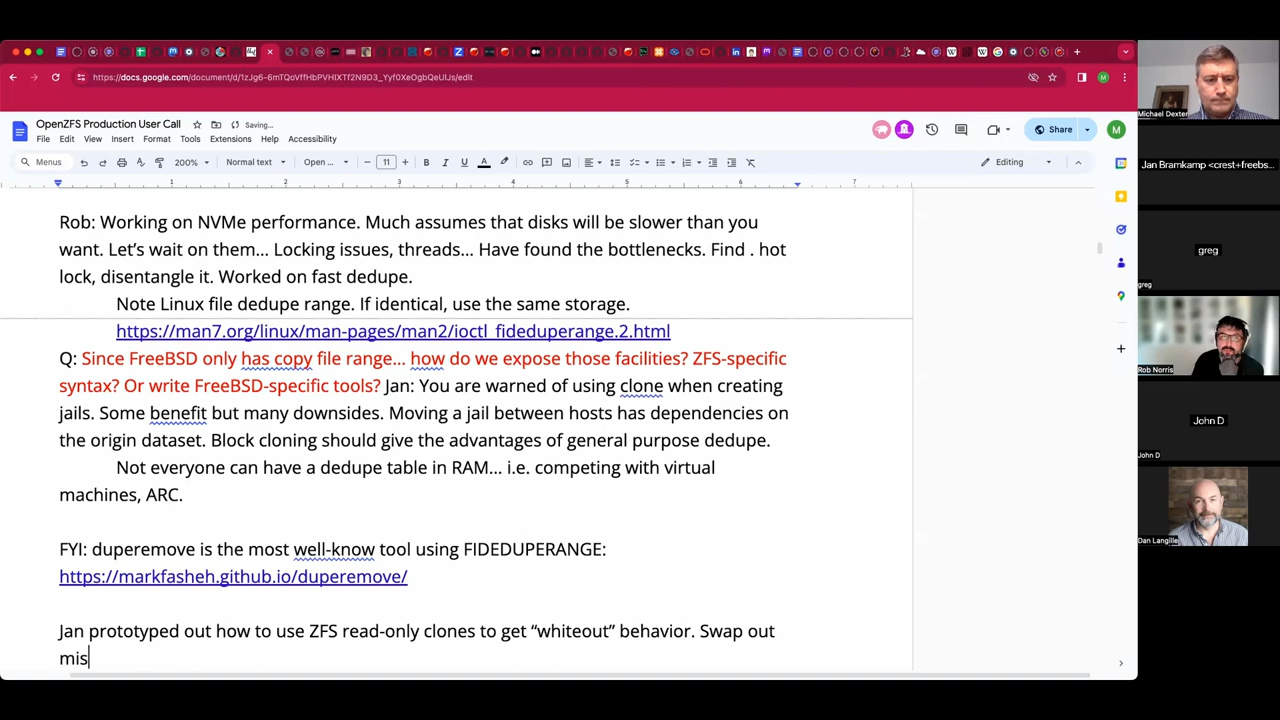 https://docs.google.com/document/d/1zJg6-6mTQoVffHbPVHIXTf2N9D3_Yyf0XeOgbQeUIJs/edit
OpenZFS Production User Call
Saving...
File Edit View Insert Format Tools Extensions Help Accessibility
Share
M
Menus
200%
Normal text
Open ...
11
B I U A
Editing
1 2 3 4 5 6 7
Rob: Working on NVMe performance. Much assumes that disks will be slower than you
want. Let’s wait on them… Locking issues, threads… Have found the bottlenecks. Find . hot
lock, disentangle it. Worked on fast dedupe.
Note Linux file dedupe range. If identical, use the same storage.
https://man7.org/linux/man-pages/man2/ioctl_fideduperange.2.html
Q: Since FreeBSD only has copy file range… how do we expose those facilities? ZFS-specific
syntax? Or write FreeBSD-specific tools? Jan: You are warned of using clone when creating
jails. Some benefit but many downsides. Moving a jail between hosts has dependencies on
the origin dataset. Block cloning should give the advantages of general purpose dedupe.
Not everyone can have a dedupe table in RAM… i.e. competing with virtual
machines, ARC.
FYI: duperemove is the most well-know tool using FIDEDUPERANGE:
https://markfasheh.github.io/duperemove/
Jan prototyped out how to use ZFS read-only clones to get “whiteout” behavior. Swap out
mis
Michael Dexter
Jan Bramkamp <crest+freebs...
greg
greg
Rob Norris
John D
John D
Dan Langille